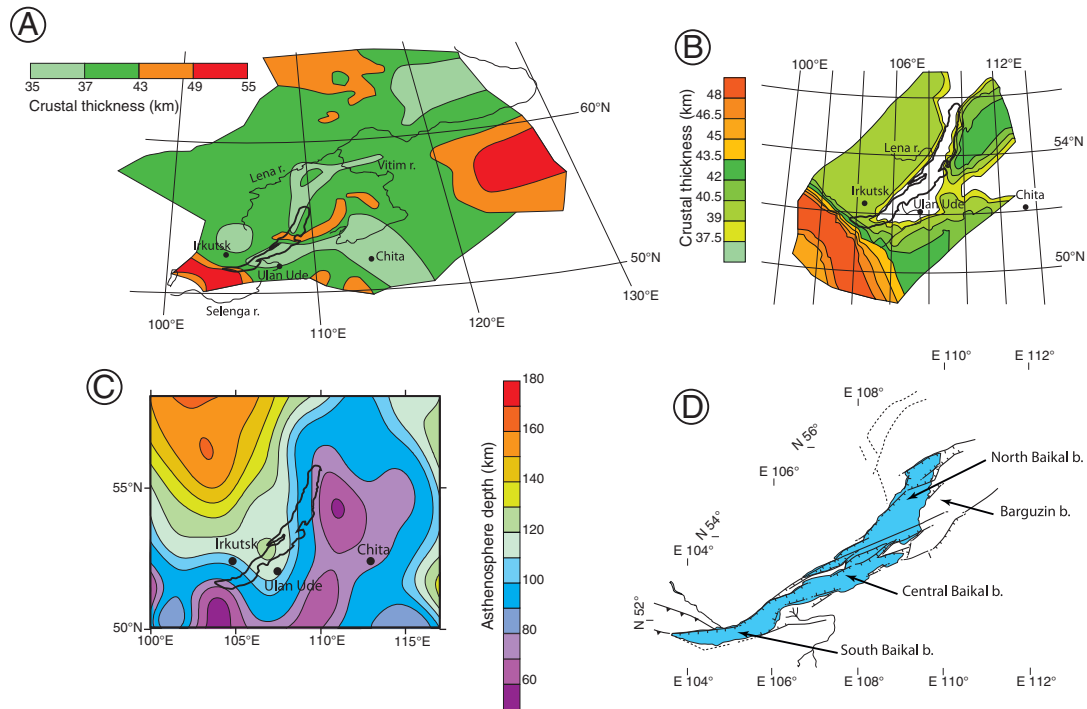 A
35 37 43 49 55
Crustal thickness (km)
60°N
Lena r.
Vitim r.
Irkutsk
Ulan Ude
Chita
50°N
Selenga r.
100°E
110°E
120°E
130°E
B
100°E
106°E
112°E
Crustal thickness (km)
48
46.5
45
43.5
42
40.5
39
37.5
54°N
Lena r.
Irkutsk
Ulan Ude
Chita
50°N
C
55°N
50°N
Irkutsk
Ulan Ude
Chita
100°E
105°E
110°E
115°E
Asthenosphere depth (km)
180
160
140
120
100
80
60
D
E 110°
E 112°
E 108°
N 56°
E 106°
N 54°
E 104°
N 52°
North Baikal b.
Barguzin b.
Central Baikal b.
South Baikal b.
E 104°
E 106°
E 108°
E 110°
E 112°